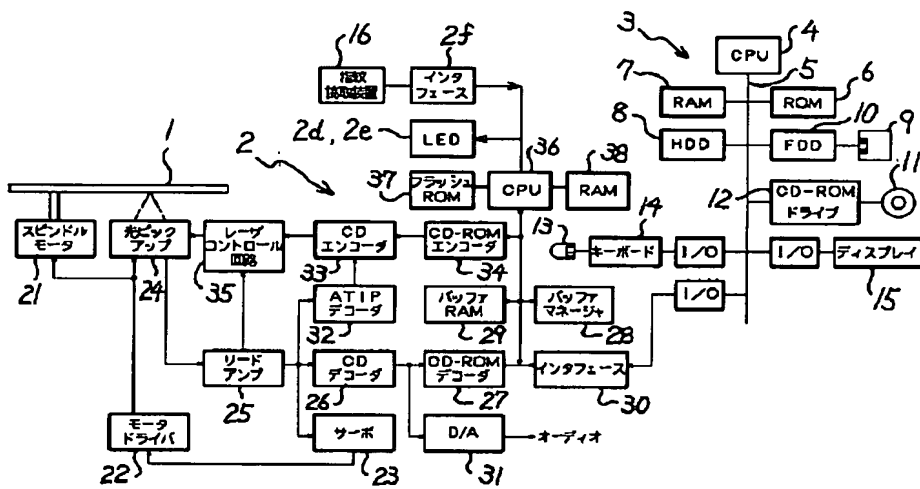 16
2f
3
CPU
4
5
指紋
読取装置
インタ
フェース
7
RAM
ROM
6
8
HDD
10
FDD
9
2d, 2e
LED
36
1
2
37
フラッシュ
ROM
CPU
38
RAM
12
CD-ROM
ドライブ
11
13
14
スピンドル
モータ
21
光ピック
アップ
24
レーザ
コントロール
回路
35
CD
エンコーダ
33
CD-ROM
エンコーダ
34
キーボード
I/O
I/O
ディスプレイ
15
I/O
ATIP
デコーダ
32
バッファ
RAM
29
バッファ
マネージャ
28
リード
アンプ
25
CD
デコーダ
26
CD-ROM
デコーダ
27
インタフェース
30
モータ
ドライバ
22
サーボ
23
D/A
31
オーディオ